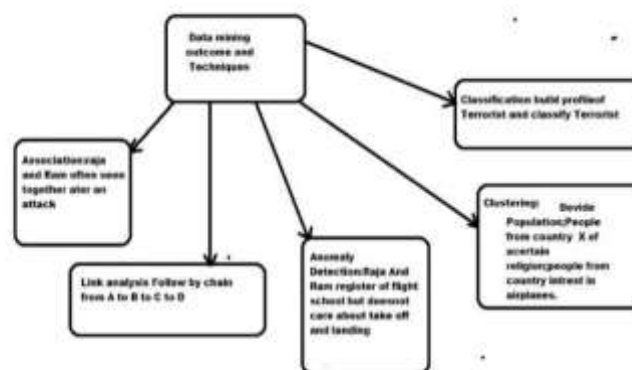 Data mining
outcome and
Techniques
Classification build profileof
Terrorist and classify Terrorist
Association:raja
and Ram often seen
together ater an
attack
Clustering: Devide
Population;People
from country X of
acertain
religion;people from
country intrest in
airplanes.
Link analysis Follow by chain
from A to B to C to D
Anomaly
Detection:Raja And
Ram register of flight
school but doesnot
care about take off
and landing